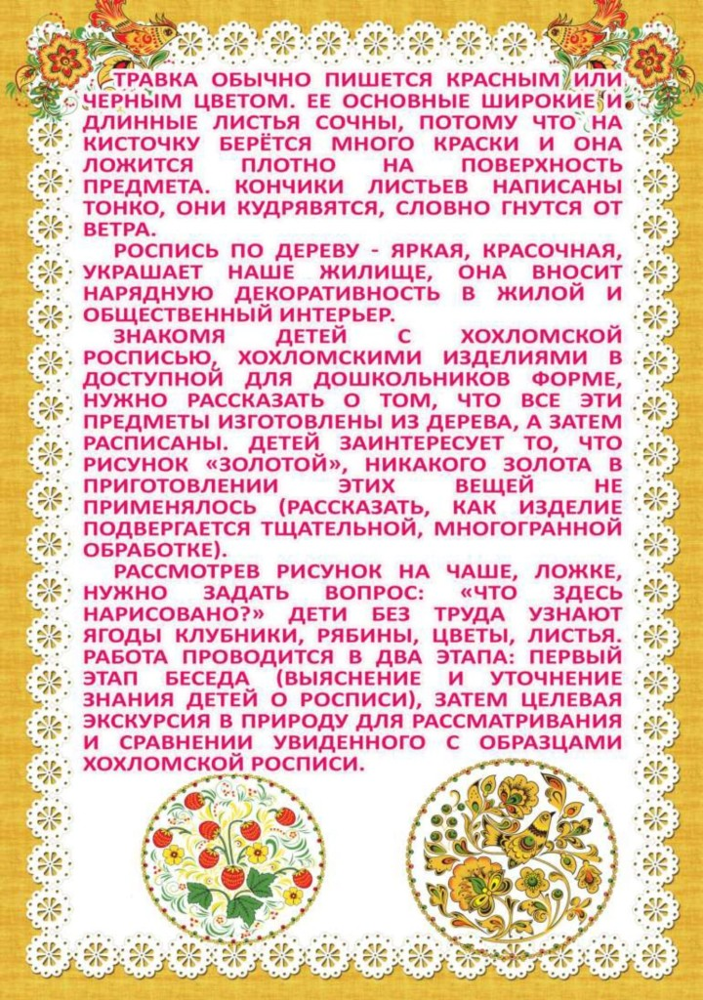 ТРАВКА ОБЫЧНО ПИШЕТСЯ КРАСНЫМ ИЛИ
ЧЕРНЫМ ЦВЕТОМ. ЕЕ ОСНОВНЫЕ ШИРОКИЕ И
ДЛИННЫЕ ЛИСТЬЯ СОЧНЫ, ПОТОМУ ЧТО НА
КИСТОЧКУ БЕРЁТСЯ МНОГО КРАСКИ И ОНА
ЛОЖИТСЯ ПЛОТНО НА ПОВЕРХНОСТЬ
ПРЕДМЕТА. КОНЧИКИ ЛИСТЬЕВ НАПИСАНЫ
ТОНКО, ОНИ КУДРЯВЯТСЯ, СЛОВНО ГНУТСЯ ОТ
ВЕТРА.
РОСПИСЬ ПО ДЕРЕВУ - ЯРКАЯ, КРАСОЧНАЯ,
УКРАШАЕТ НАШЕ ЖИЛИЩЕ, ОНА ВНОСИТ
НАРЯДНУЮ ДЕКОРАТИВНОСТЬ В ЖИЛОЙ И
ОБЩЕСТВЕННЫЙ ИНТЕРЬЕР.
ЗНАКОМЯ ДЕТЕЙ С ХОХЛОМСКОЙ
РОСПИСЬЮ, ХОХЛОМСКИМИ ИЗДЕЛИЯМИ В
ДОСТУПНОЙ ДЛЯ ДОШКОЛЬНИКОВ ФОРМЕ,
НУЖНО РАССКАЗАТЬ О ТОМ, ЧТО ВСЕ ЭТИ
ПРЕДМЕТЫ ИЗГОТОВЛЕНЫ ИЗ ДЕРЕВА, А ЗАТЕМ
РАСПИСАНЫ. ДЕТЕЙ ЗАИНТЕРЕСУЕТ ТО, ЧТО
РИСУНОК «ЗОЛОТОЙ», НИКАКОГО ЗОЛОТА В
ПРИГОТОВЛЕНИИ ЭТИХ ВЕЩЕЙ НЕ
ПРИМЕНЯЛОСЬ (РАССКАЗАТЬ, КАК ИЗДЕЛИЕ
ПОДВЕРГАЕТСЯ ТЩАТЕЛЬНОЙ, МНОГОГРАННОЙ
ОБРАБОТКЕ).
РАССМОТРЕВ РИСУНОК НА ЧАШЕ, ЛОЖКЕ,
НУЖНО ЗАДАТЬ ВОПРОС: «ЧТО ЗДЕСЬ
НАРИСОВАНО?» ДЕТИ БЕЗ ТРУДА УЗНАЮТ
ЯГОДЫ КЛУБНИКИ, РЯБИНЫ, ЦВЕТЫ, ЛИСТЬЯ.
РАБОТА ПРОВОДИТСЯ В ДВА ЭТАПА: ПЕРВЫЙ
ЭТАП БЕСЕДА (ВЫЯСНЕНИЕ И УТОЧНЕНИЕ
ЗНАНИЯ ДЕТЕЙ О РОСПИСИ), ЗАТЕМ ЦЕЛЕВАЯ
ЭКСКУРСИЯ В ПРИРОДУ ДЛЯ РАССМАТРИВАНИЯ
И СРАВНЕНИИ УВИДЕННОГО С ОБРАЗЦАМИ
ХОХЛОМСКОЙ РОСПИСИ.